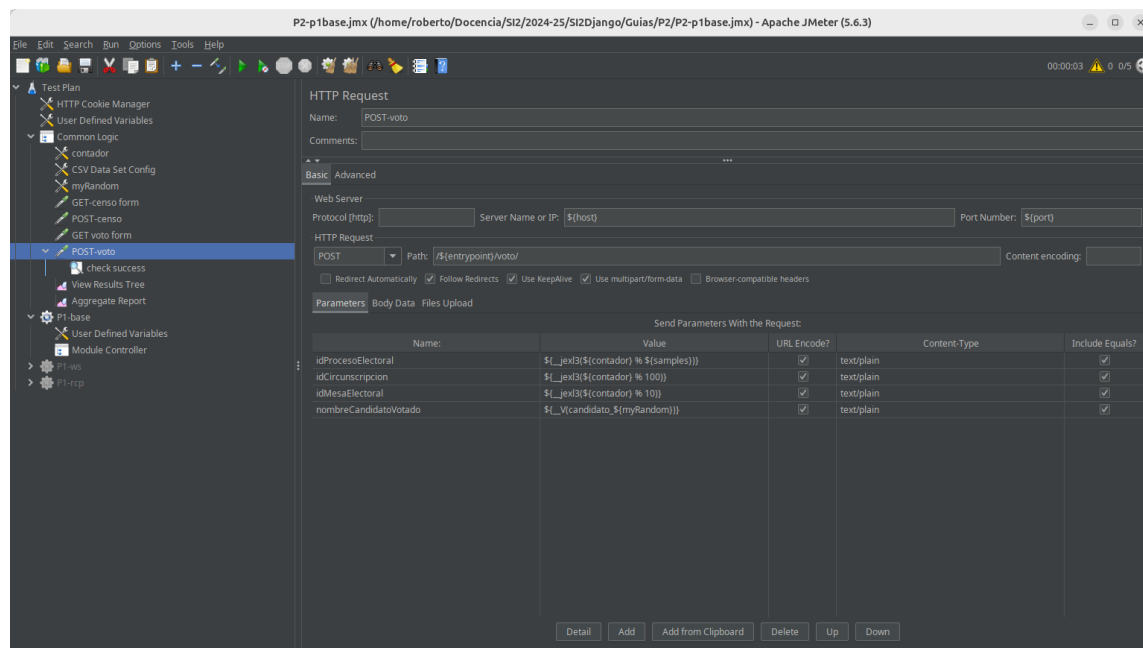 P2-p1base.jmx (/home/roberto/Docencia/SI2/2024-25/SI2Django/Guias/P2/P2-p1base.jmx) - Apache JMeter (5.6.3)
File Edit Search Run Options Tools Help
00:00:03 0 0/5
Test Plan
HTTP Cookie Manager
User Defined Variables
Common Logic
contador
CSV Data Set Config
myRandom
GET-censo form
POST-censo
GET voto form
POST-voto
check success
View Results Tree
Aggregate Report
P1-base
User Defined Variables
Module Controller
P1-ws
P1-rcp
HTTP Request
Name: POST-voto
Comments:
Basic Advanced
Web Server
Protocol [http]: Server Name or IP: ${host} Port Number: ${port}
HTTP Request
POST Path: /${entrypoint}/voto/ Content encoding:
Redirect Automatically Follow Redirects Use KeepAlive Use multipart/form-data Browser-compatible headers
Parameters Body Data Files Upload
Send Parameters With the Request:
Name: Value URL Encode? Content-Type Include Equals?
idProcesoElectoral ${__jexl3(${contador} % ${samples})} text/plain
idCircunscripcion ${__jexl3(${contador} % 100)} text/plain
idMesaElectoral ${__jexl3(${contador} % 10)} text/plain
nombreCandidatoVotado ${__V(candidato_${myRandom})} text/plain
Detail Add Add from Clipboard Delete Up Down